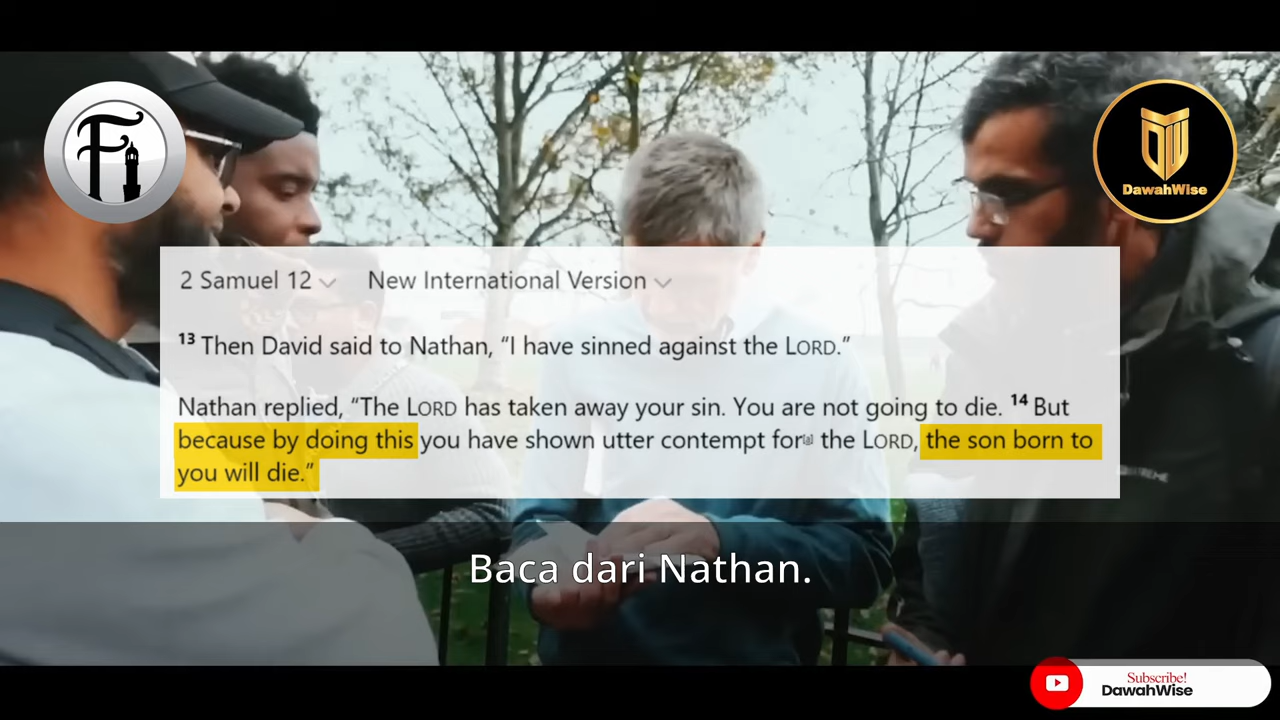 Fi
DW
DawahWise
2 Samuel 12 New International Version
13 Then David said to Nathan, “I have sinned against the LORD.”
Nathan replied, “The LORD has taken away your sin. You are not going to die. 14 But
because by doing this you have shown utter contempt for[a] the LORD, the son born to
you will die.”
Baca dari Nathan.
Subscribe!
DawahWise